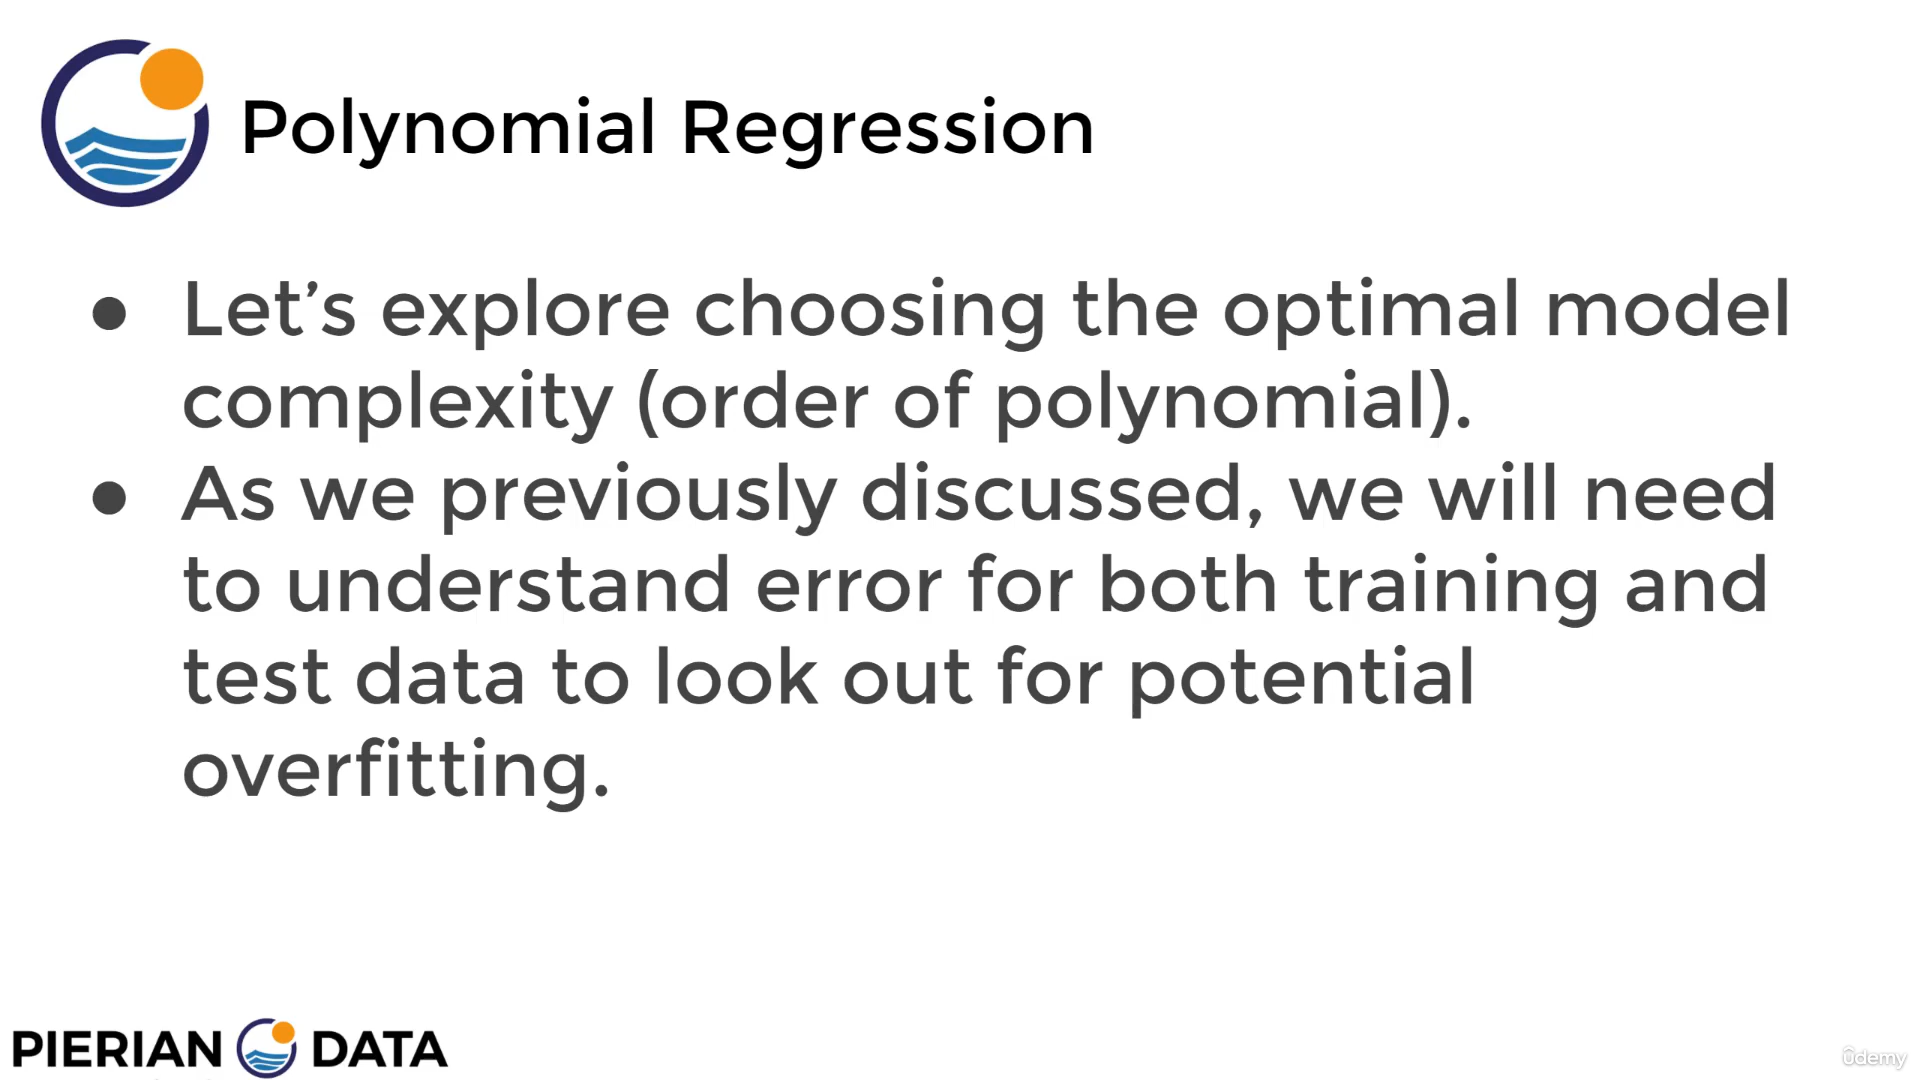 Polynomial Regression
● Let’s explore choosing the optimal model
complexity (order of polynomial).
● As we previously discussed, we will need
to understand error for both training and
test data to look out for potential
overfitting.
PIERIAN DATA
ûdemy